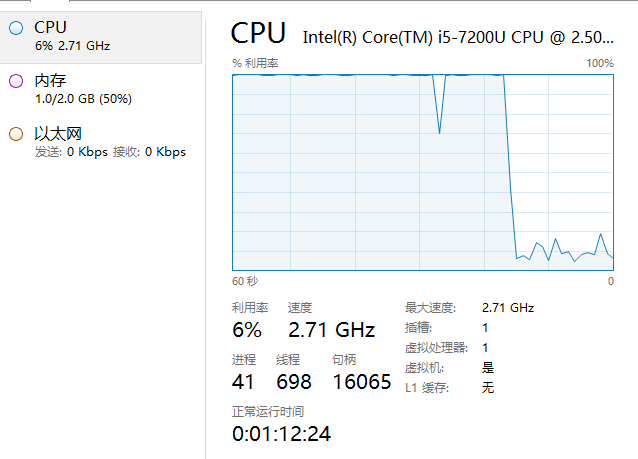 CPU
6% 2.71 GHz
内存
1.0/2.0 GB (50%)
以太网
发送: 0 Kbps 接收: 0 Kbps
CPU
Intel(R) Core(TM) i5-7200U CPU @ 2.50...
% 利用率
100%
60 秒
0
利用率
速度
6%
2.71 GHz
进程
线程
句柄
41
698
16065
正常运行时间
0:01:12:24
最大速度: 2.71 GHz
插槽: 1
虚拟处理器: 1
虚拟机: 是
L1 缓存: 无